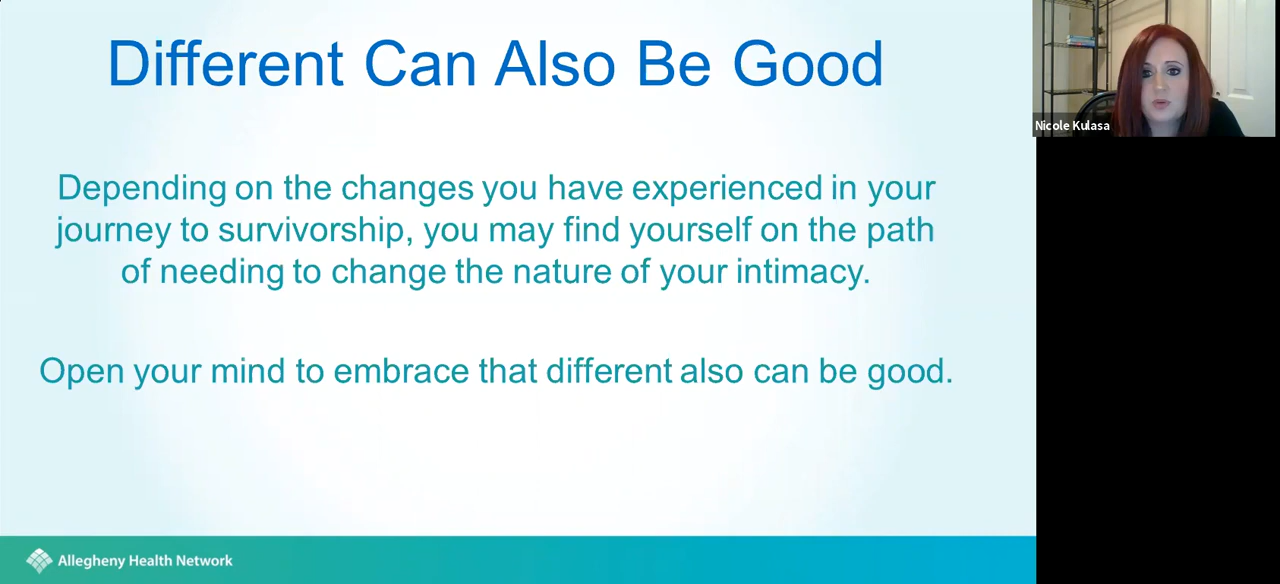 Different Can Also Be Good
Depending on the changes you have experienced in your
journey to survivorship, you may find yourself on the path
of needing to change the nature of your intimacy.
Open your mind to embrace that different also can be good.
Allegheny Health Network
Nicole Kulasa